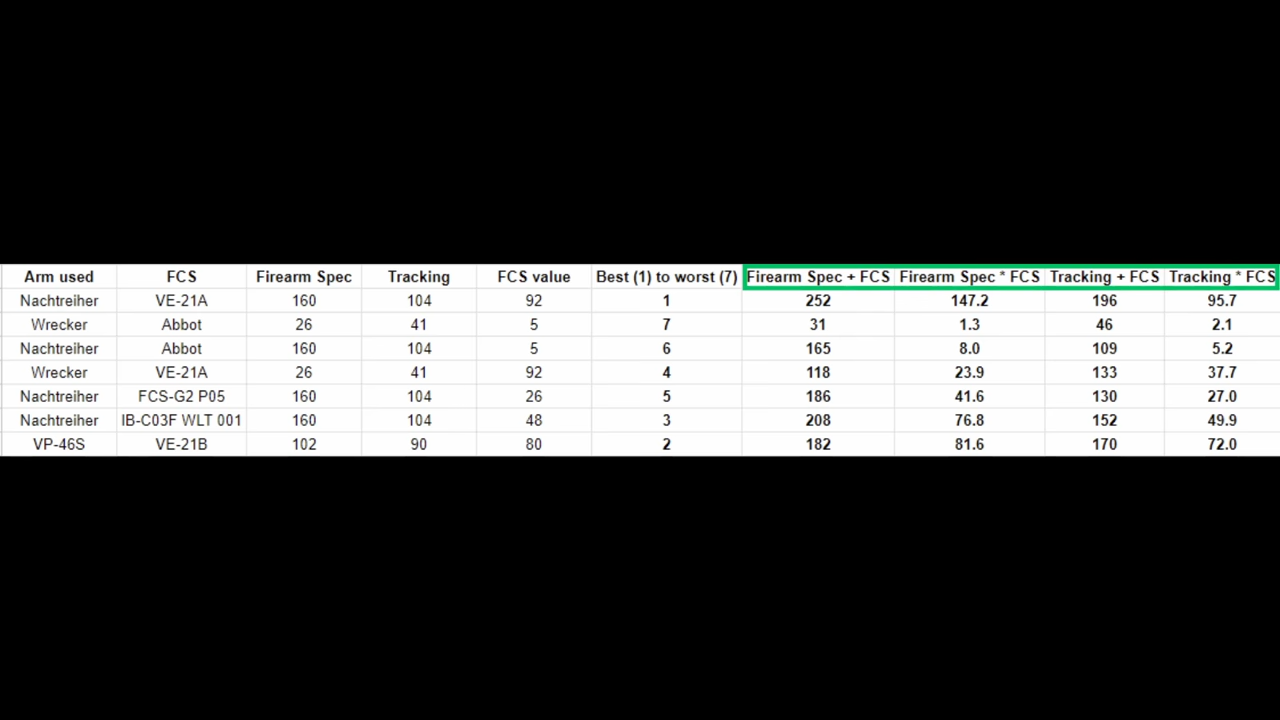 Arm used FCS Firearm Spec Tracking FCS value Best (1) to worst (7) Firearm Spec + FCS Firearm Spec * FCS Tracking + FCS Tracking * FCS
Nachtreiher VE-21A 160 104 92 1 252 147.2 196 95.7
Wrecker Abbot 26 41 5 7 31 1.3 46 2.1
Nachtreiher Abbot 160 104 5 6 165 8.0 109 5.2
Wrecker VE-21A 26 41 92 4 118 23.9 133 37.7
Nachtreiher FCS-G2 P05 160 104 26 5 186 41.6 130 27.0
Nachtreiher IB-C03F WLT 001 160 104 48 3 208 76.8 152 49.9
VP-46S VE-21B 102 90 80 2 182 81.6 170 72.0